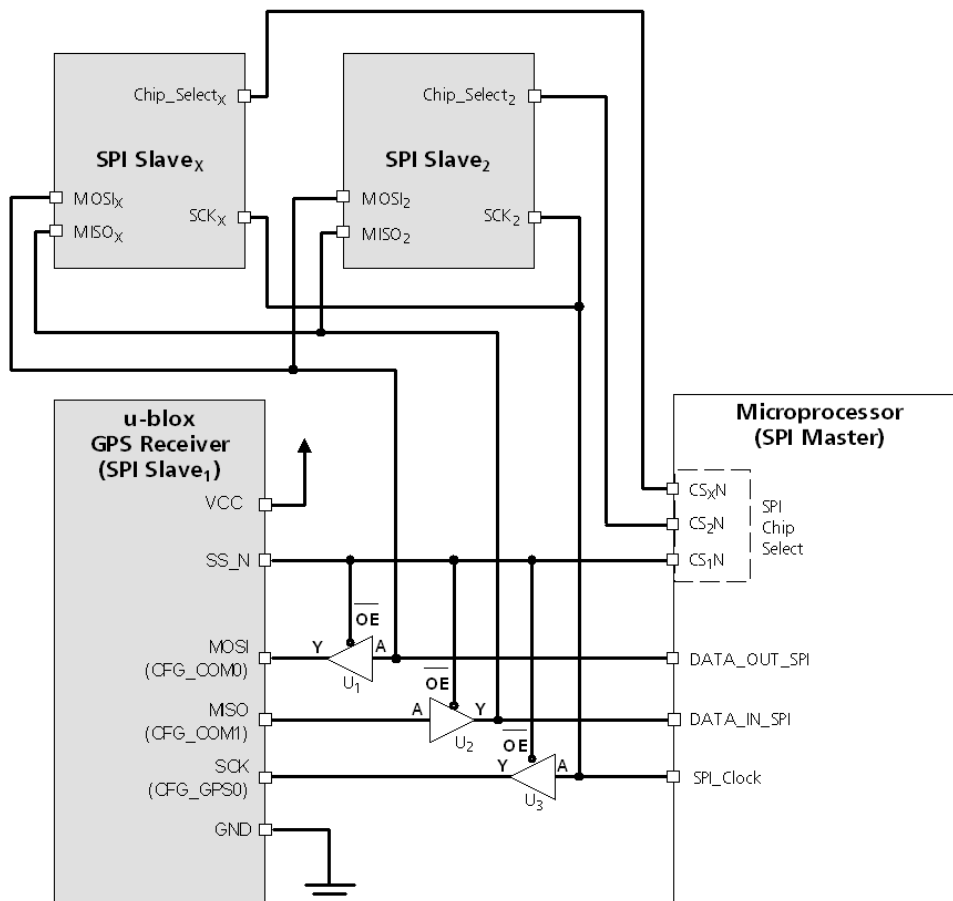 Chip_SelectX
SPI SlaveX
MOSIX
MISOX
SCKX
Chip_Select2
SPI Slave2
MOSI2
MISO2
SCK2
u-blox
GPS Receiver
(SPI Slave1)
VCC
SS_N
MOSI
(CFG_COM0)
MISO
(CFG_COM1)
SCK
(CFG_GPS0)
GND
OE
Y
A
U1
OE
A
Y
U2
OE
Y
A
U3
Microprocessor
(SPI Master)
CSXN
CS2N
CS1N
SPI
Chip
Select
DATA_OUT_SPI
DATA_IN_SPI
SPI_Clock